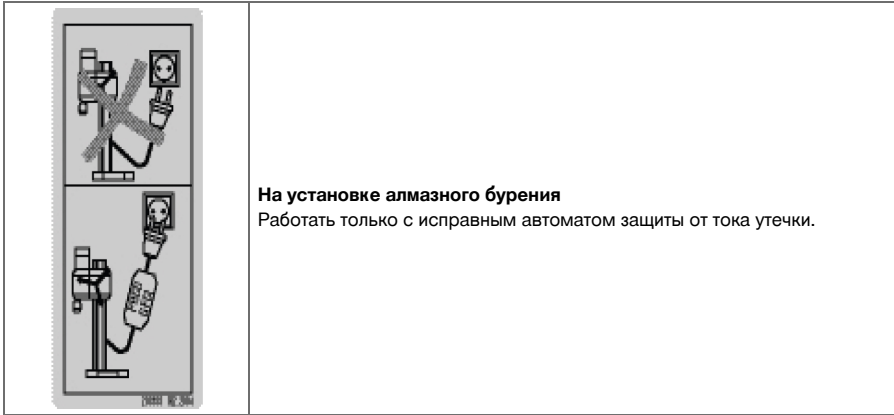 На установке алмазного бурения
Работать только с исправным автоматом защиты от тока утечки.